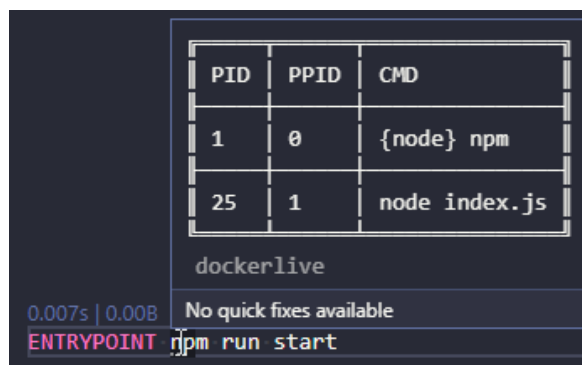 PID PPID CMD
1 0 {node} npm
25 1 node index.js
dockerlive
0.007s | 0.00B No quick fixes available
ENTRYPOINT npm run start